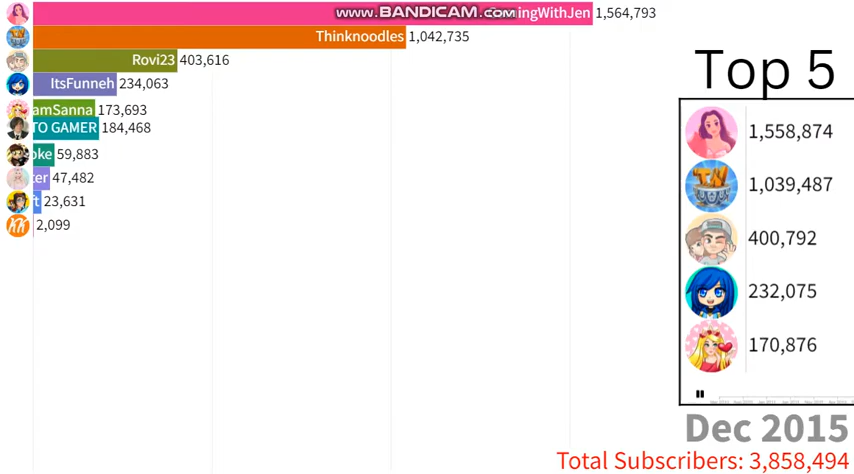 www.BANDICAM.com ingWithJen 1,564,793
Thinknoodles 1,042,735
Rovi23 403,616
ItsFunneh 234,063
amSanna 173,693
TO GAMER 184,468
oke 59,883
ter 47,482
ft 23,631
2,099
Top 5
1,558,874
1,039,487
400,792
232,075
170,876
Dec 2015
Total Subscribers: 3,858,494